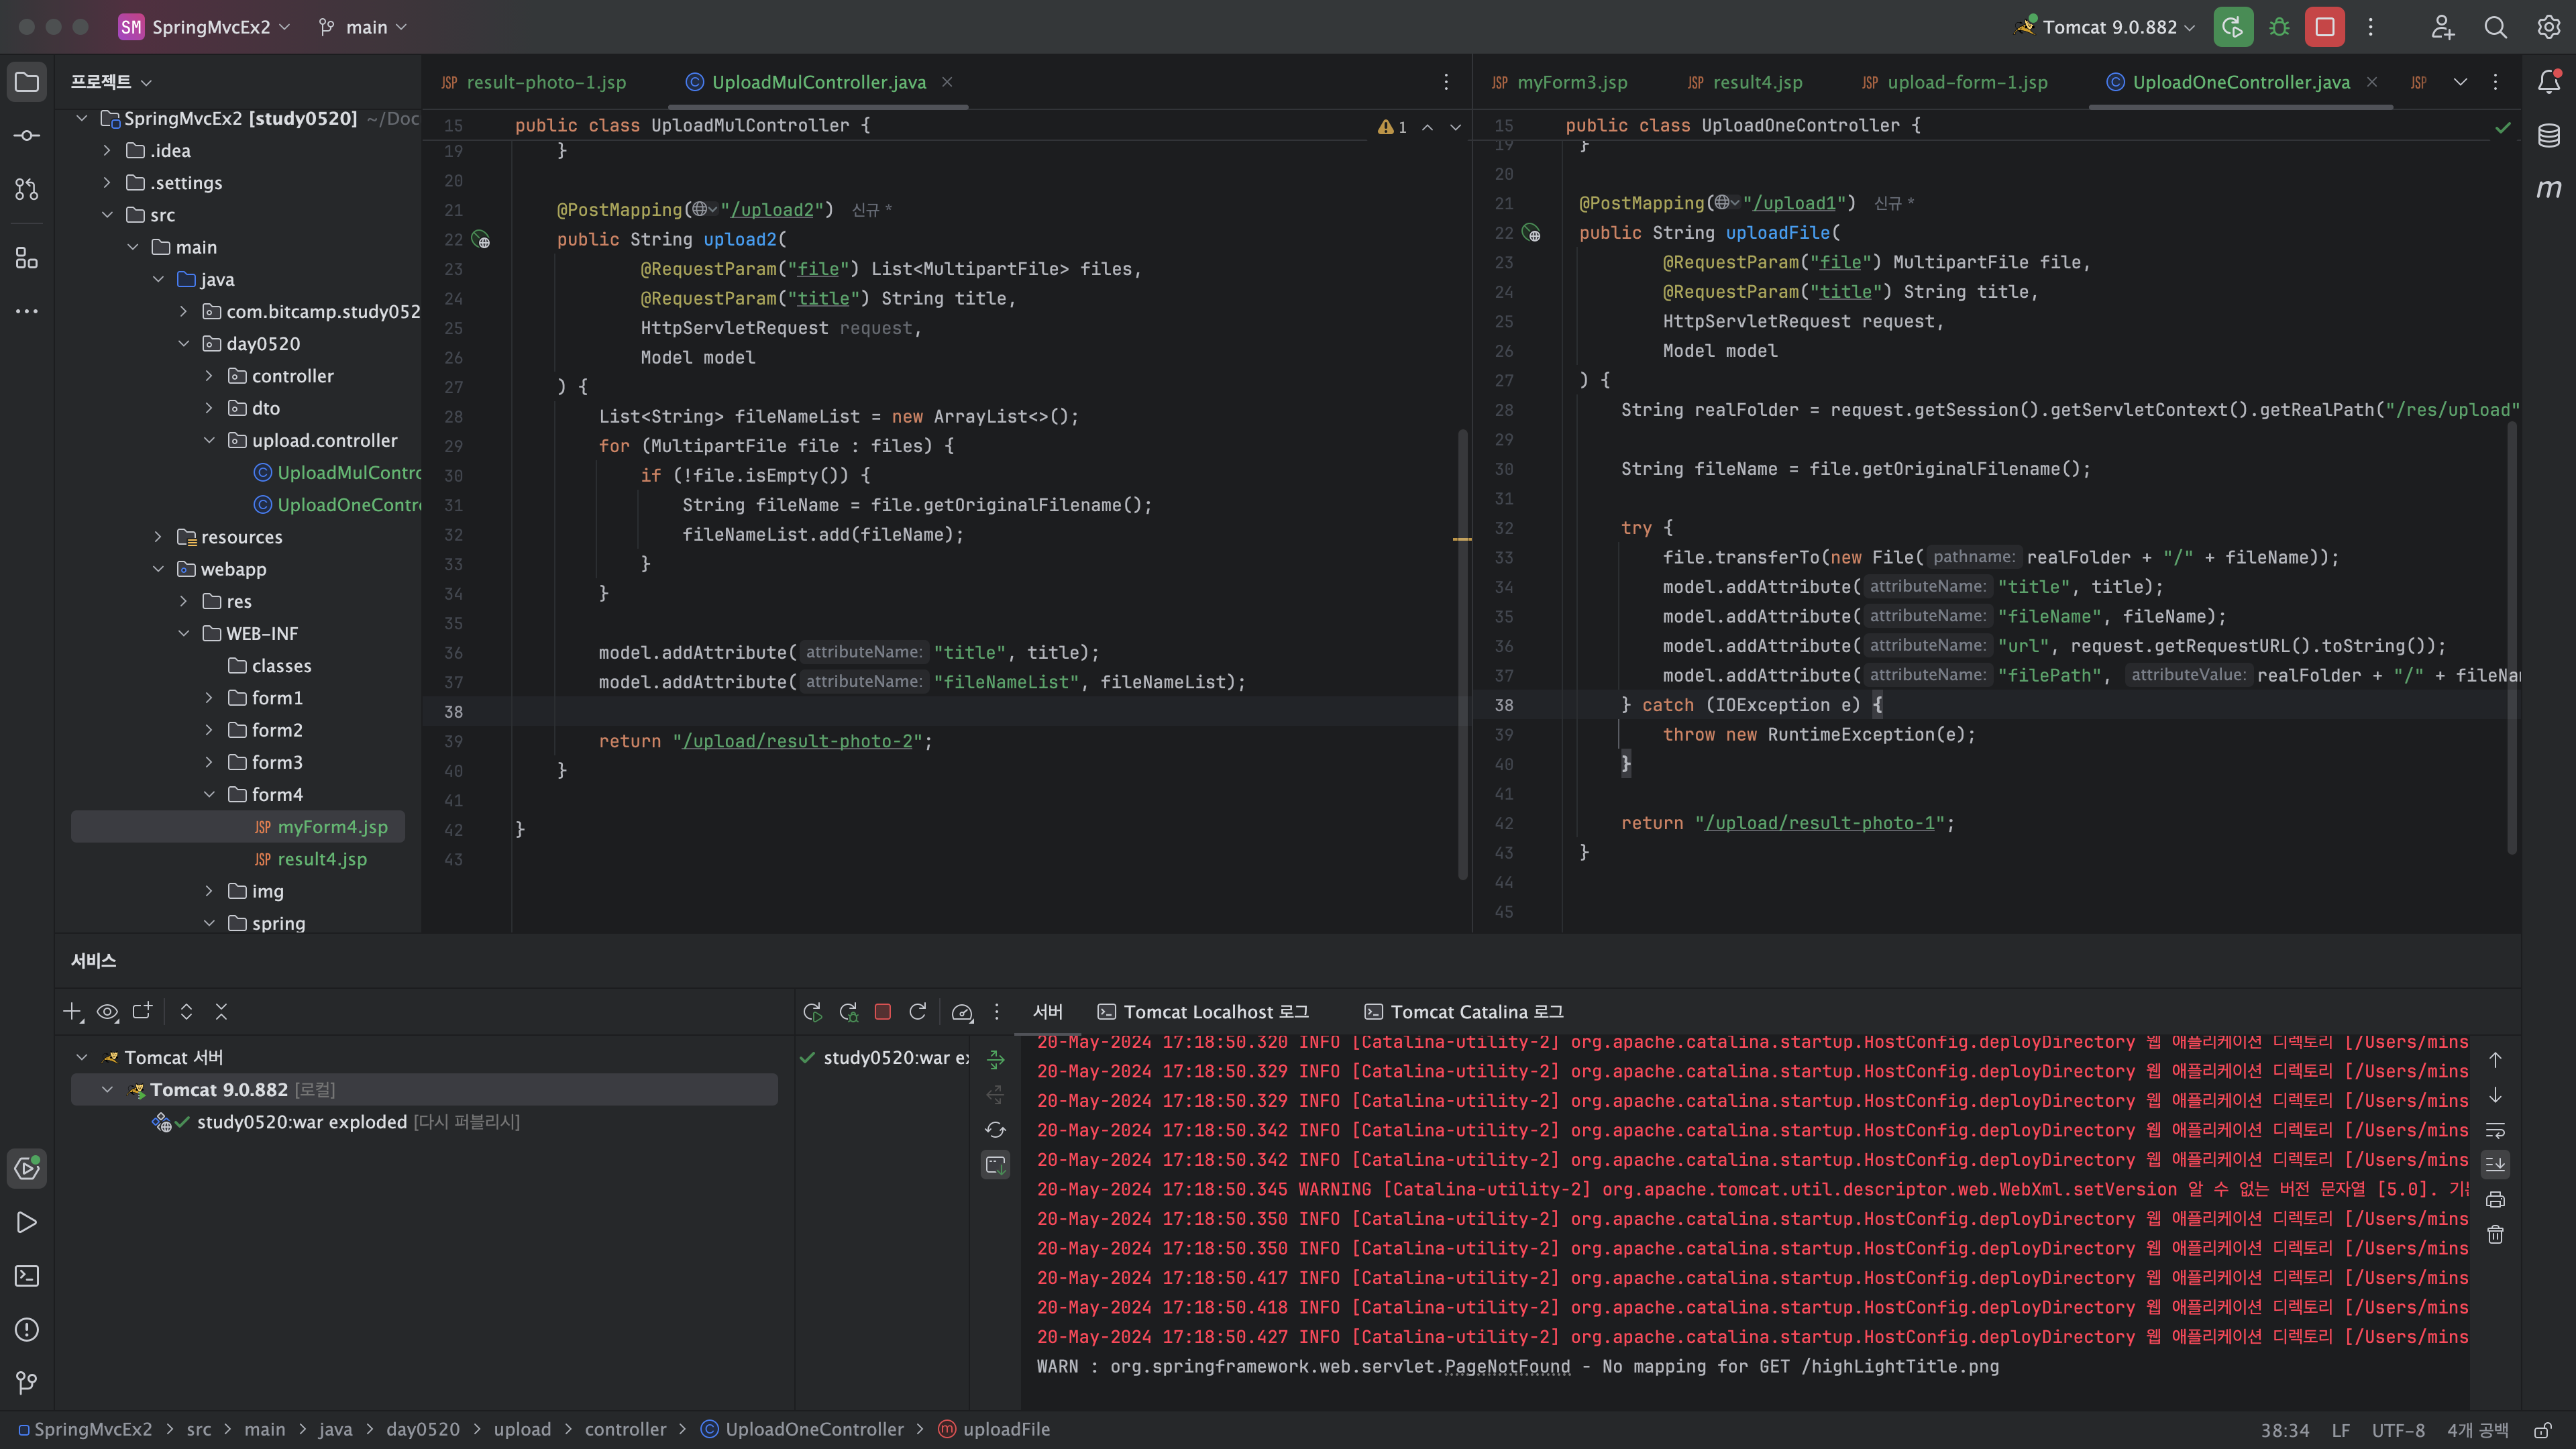 SM SpringMvcEx2 main Tomcat 9.0.882
프로젝트
SpringMvcEx2 [study0520] ~/Doc
.idea
.settings
src
main
java
com.bitcamp.study052
day0520
controller
dto
upload.controller
UploadMulContro
UploadOneContr
resources
webapp
res
WEB-INF
classes
form1
form2
form3
form4
JSP myForm4.jsp
JSP result4.jsp
img
spring
JSP result-photo-1.jsp UploadMulController.java
15 public class UploadMulController { 1
19 }
20
21 @PostMapping("/upload2") 신규 *
22 public String upload2(
23 @RequestParam("file") List<MultipartFile> files,
24 @RequestParam("title") String title,
25 HttpServletRequest request,
26 Model model
27 ) {
28 List<String> fileNameList = new ArrayList<>();
29 for (MultipartFile file : files) {
30 if (!file.isEmpty()) {
31 String fileName = file.getOriginalFilename();
32 fileNameList.add(fileName);
33 }
34 }
35
36 model.addAttribute( attributeName: "title", title);
37 model.addAttribute( attributeName: "fileNameList", fileNameList);
38
39 return "/upload/result-photo-2";
40 }
41
42 }
43
JSP myForm3.jsp JSP result4.jsp JSP upload-form-1.jsp UploadOneController.java JSP
15 public class UploadOneController {
19 }
20
21 @PostMapping("/upload1") 신규 *
22 public String uploadFile(
23 @RequestParam("file") MultipartFile file,
24 @RequestParam("title") String title,
25 HttpServletRequest request,
26 Model model
27 ) {
28 String realFolder = request.getSession().getServletContext().getRealPath("/res/upload"
29
30 String fileName = file.getOriginalFilename();
31
32 try {
33 file.transferTo(new File( pathname: realFolder + "/" + fileName));
34 model.addAttribute( attributeName: "title", title);
35 model.addAttribute( attributeName: "fileName", fileName);
36 model.addAttribute( attributeName: "url", request.getRequestURL().toString());
37 model.addAttribute( attributeName: "filePath", attributeValue: realFolder + "/" + fileNa
38 } catch (IOException e) {
39 throw new RuntimeException(e);
40 }
41
42 return "/upload/result-photo-1";
43 }
44
45
m
서비스
Tomcat 서버
Tomcat 9.0.882 [로컬]
study0520:war exploded [다시 퍼블리시]
서버 Tomcat Localhost 로그 Tomcat Catalina 로그
study0520:war ex
20-May-2024 17:18:50.320 INFO [Catalina-utility-2] org.apache.catalina.startup.HostConfig.deployDirectory 웹 애플리케이션 디렉토리 [/Users/mins
20-May-2024 17:18:50.329 INFO [Catalina-utility-2] org.apache.catalina.startup.HostConfig.deployDirectory 웹 애플리케이션 디렉토리 [/Users/mins
20-May-2024 17:18:50.329 INFO [Catalina-utility-2] org.apache.catalina.startup.HostConfig.deployDirectory 웹 애플리케이션 디렉토리 [/Users/mins
20-May-2024 17:18:50.342 INFO [Catalina-utility-2] org.apache.catalina.startup.HostConfig.deployDirectory 웹 애플리케이션 디렉토리 [/Users/mins
20-May-2024 17:18:50.342 INFO [Catalina-utility-2] org.apache.catalina.startup.HostConfig.deployDirectory 웹 애플리케이션 디렉토리 [/Users/mins
20-May-2024 17:18:50.345 WARNING [Catalina-utility-2] org.apache.tomcat.util.descriptor.web.WebXml.setVersion 알 수 없는 버전 문자열 [5.0].
20-May-2024 17:18:50.350 INFO [Catalina-utility-2] org.apache.catalina.startup.HostConfig.deployDirectory 웹 애플리케이션 디렉토리 [/Users/mins
20-May-2024 17:18:50.350 INFO [Catalina-utility-2] org.apache.catalina.startup.HostConfig.deployDirectory 웹 애플리케이션 디렉토리 [/Users/mins
20-May-2024 17:18:50.417 INFO [Catalina-utility-2] org.apache.catalina.startup.HostConfig.deployDirectory 웹 애플리케이션 디렉토리 [/Users/mins
20-May-2024 17:18:50.418 INFO [Catalina-utility-2] org.apache.catalina.startup.HostConfig.deployDirectory 웹 애플리케이션 디렉토리 [/Users/mins
20-May-2024 17:18:50.427 INFO [Catalina-utility-2] org.apache.catalina.startup.HostConfig.deployDirectory 웹 애플리케이션 디렉토리 [/Users/mins
WARN : org.springframework.web.servlet.PageNotFound - No mapping for GET /highLightTitle.png
SpringMvcEx2 > src > main > java > day0520 > upload > controller > UploadOneController > uploadFile 38:34 LF UTF-8 4개 공백